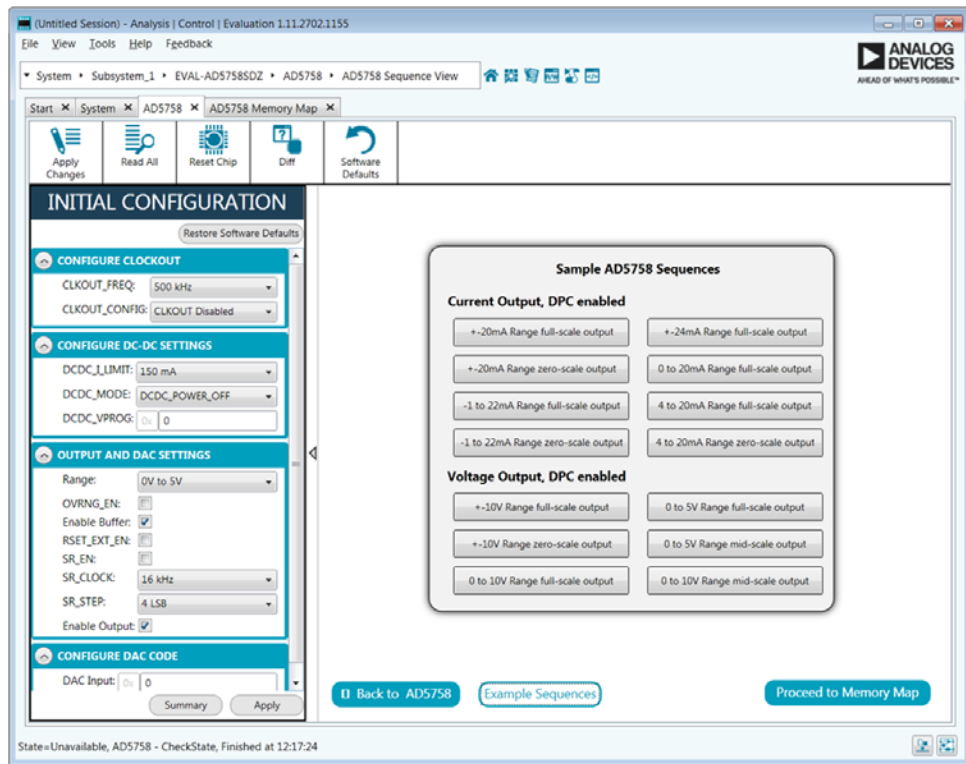 (Untitled Session) - Analysis | Control | Evaluation 1.11.2702.1155
File View Tools Help Feedback
ANALOG
DEVICES
AHEAD OF WHAT'S POSSIBLE™
System Subsystem_1 EVAL-AD5758SDZ AD5758 AD5758 Sequence View
Start System AD5758 AD5758 Memory Map
Apply Changes
Read All
Reset Chip
Diff
Software Defaults
INITIAL CONFIGURATION
Restore Software Defaults
CONFIGURE CLOCKOUT
CLKOUT_FREQ: 500 kHz
CLKOUT_CONFIG: CLKOUT Disabled
CONFIGURE DC-DC SETTINGS
DCDC_I_LIMIT: 150 mA
DCDC_MODE: DCDC_POWER_OFF
DCDC_VPROG: 0x 0
OUTPUT AND DAC SETTINGS
Range: 0V to 5V
OVRNG_EN:
Enable Buffer:
RSET_EXT_EN:
SR_EN:
SR_CLOCK: 16 kHz
SR_STEP: 4 LSB
Enable Output:
CONFIGURE DAC CODE
DAC Input: 0x 0
Summary Apply
Sample AD5758 Sequences
Current Output, DPC enabled
+-20mA Range full-scale output +-24mA Range full-scale output
+-20mA Range zero-scale output 0 to 20mA Range full-scale output
-1 to 22mA Range full-scale output 4 to 20mA Range full-scale output
-1 to 22mA Range zero-scale output 4 to 20mA Range zero-scale output
Voltage Output, DPC enabled
+-10V Range full-scale output 0 to 5V Range full-scale output
+-10V Range zero-scale output 0 to 5V Range mid-scale output
0 to 10V Range full-scale output 0 to 10V Range mid-scale output
Back to AD5758 Example Sequences Proceed to Memory Map
State=Unavailable, AD5758 - CheckState, Finished at 12:17:24